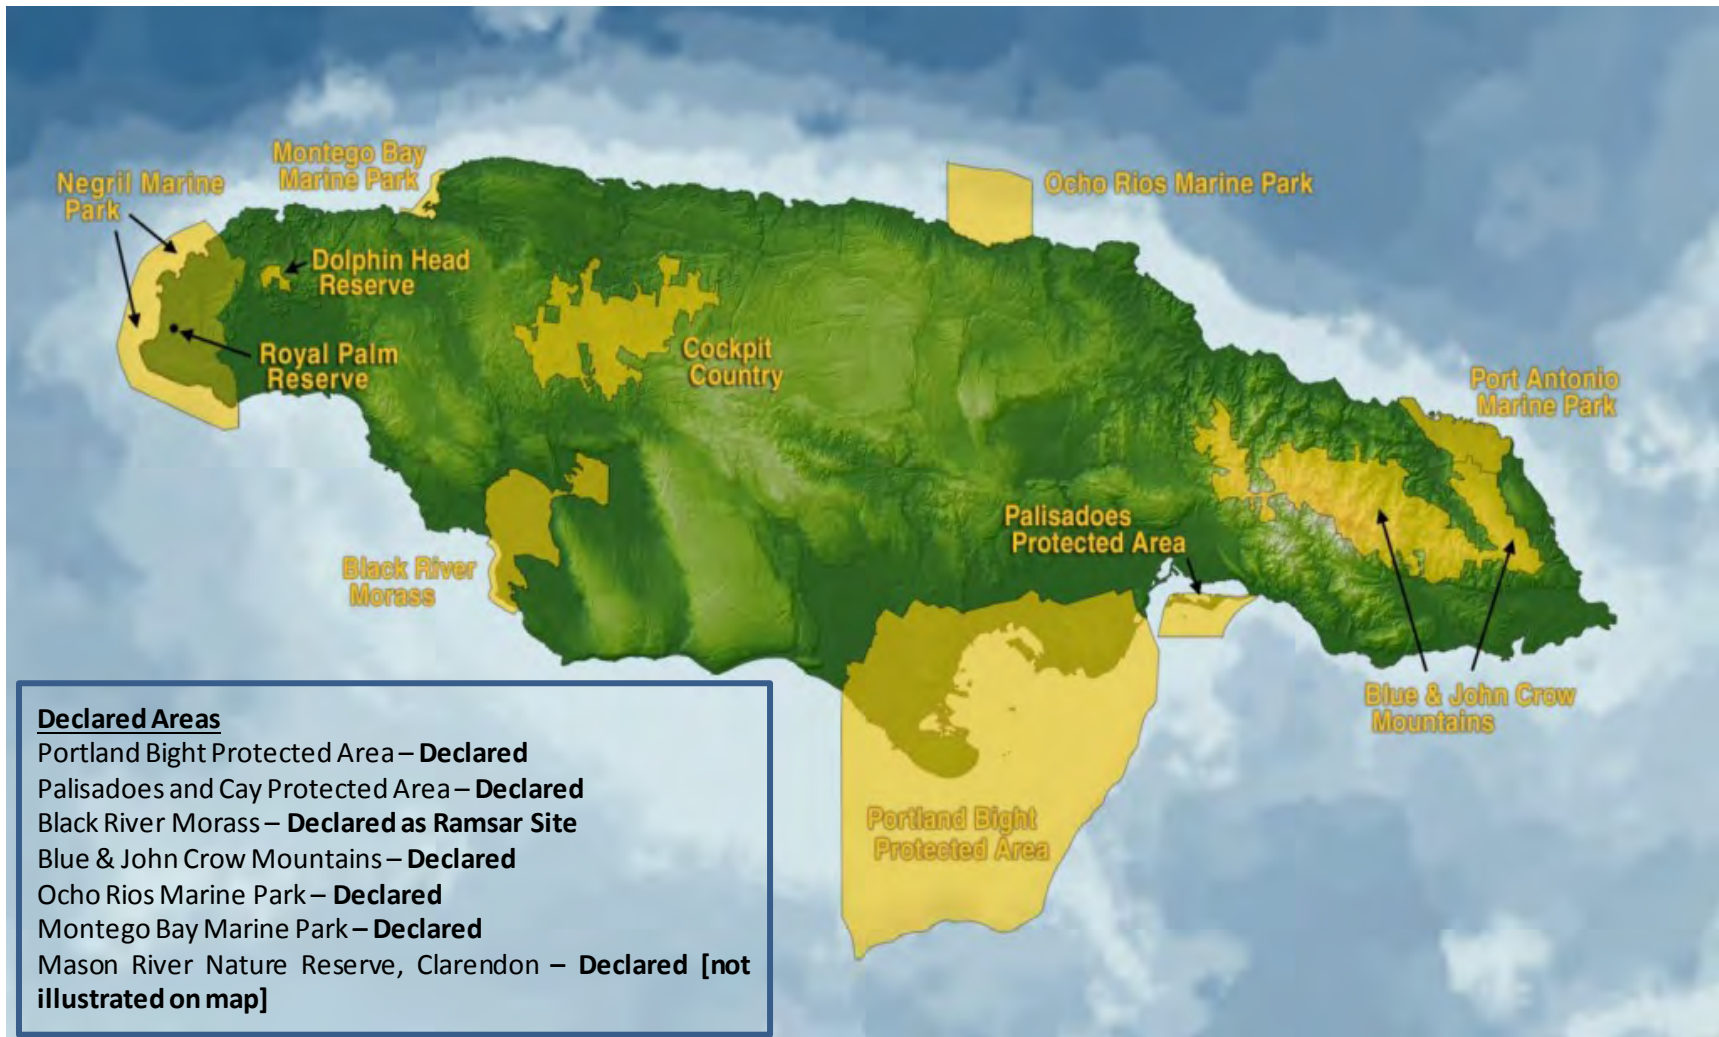 Montego Bay
Marine Park
Negril Marine
Park
Ocho Rios Marine Park
Dolphin Head
Reserve
Royal Palm
Reserve
Cockpit
Country
Port Antonio
Marine Park
Palisadoes
Protected Area
Black River
Morass
Blue & John Crow
Mountains
Portland Bight
Protected Area
Declared Areas
Portland Bight Protected Area – Declared
Palisadoes and Cay Protected Area – Declared
Black River Morass – Declared as Ramsar Site
Blue & John Crow Mountains – Declared
Ocho Rios Marine Park – Declared
Montego Bay Marine Park – Declared
Mason River Nature Reserve, Clarendon – Declared [not
illustrated on map]